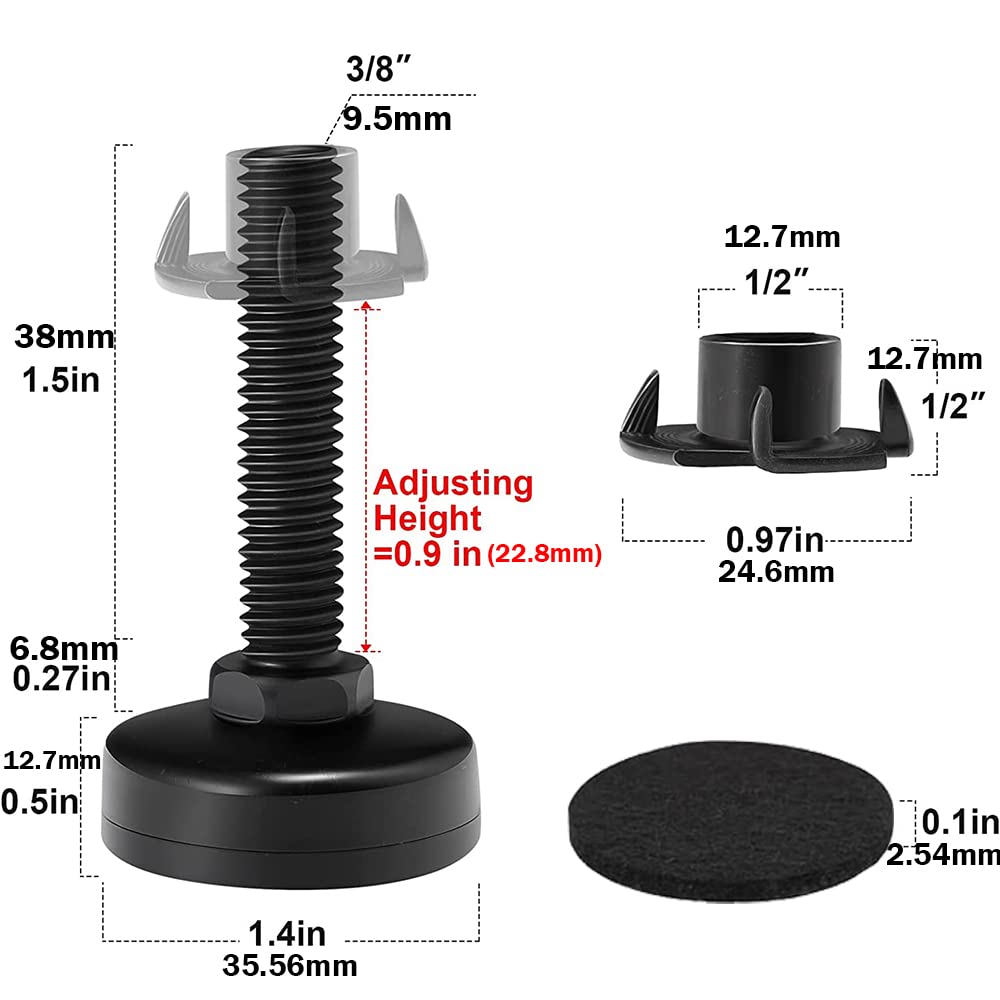 3/8″
9.5mm
38mm
1.5in
Adjusting
Height
=0.9 in (22.8mm)
6.8mm
0.27in
12.7mm
0.5in
1.4in
35.56mm
12.7mm
1/2″
12.7mm
1/2″
0.97in
24.6mm
0.1in
2.54mm